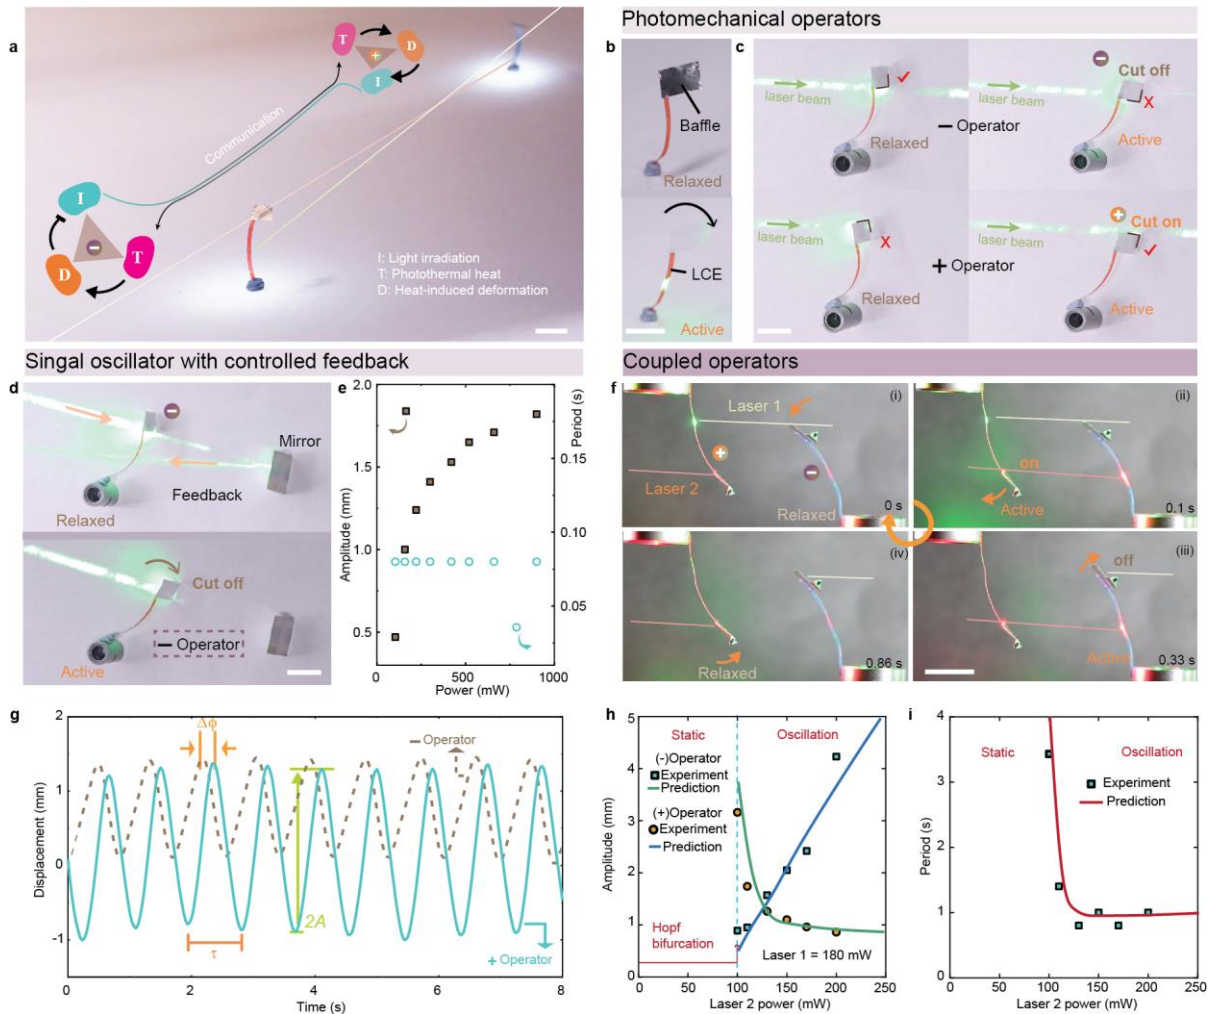 Photomechanical operators
a
T
D
+
I
Communication
I
T
D
−
I: Light irradiation
T: Photothermal heat
D: Heat-induced deformation
b
Baffle
Relaxed
LCE
Active
c
laser beam
✓
Relaxed
− Operator
laser beam
−
Cut off
X
Active
laser beam
X
Relaxed
+ Operator
laser beam
+
Cut on
✓
Active
Singal oscillator with controlled feedback
d
−
Mirror
Feedback
Relaxed
Cut off
− Operator
Active
e
2.0
1.5
1.0
0.5
Amplitude (mm)
0.15
0.10
0.05
Period (s)
0
500
1000
Power (mW)
Coupled operators
f
(i)
Laser 1
+
−
Laser 2
Relaxed
0 s
(ii)
on
Active
0.1 s
(iv)
Relaxed
0.86 s
(iii)
off
Active
0.33 s
g
2
1
0
-1
Displacement (mm)
Δϕ
− Operator
2A
τ
+ Operator
0
2
4
6
8
Time (s)
h
5
4
3
2
1
0
Amplitude (mm)
Static
Oscillation
(-)Operator
Experiment
Prediction
(+)Operator
Experiment
Prediction
Hopf
bifurcation
Laser 1 = 180 mW
0
50
100
150
200
250
Laser 2 power (mW)
i
4
3
2
1
0
Period (s)
Static
Oscillation
Experiment
Prediction
0
50
100
150
200
250
Laser 2 power (mW)